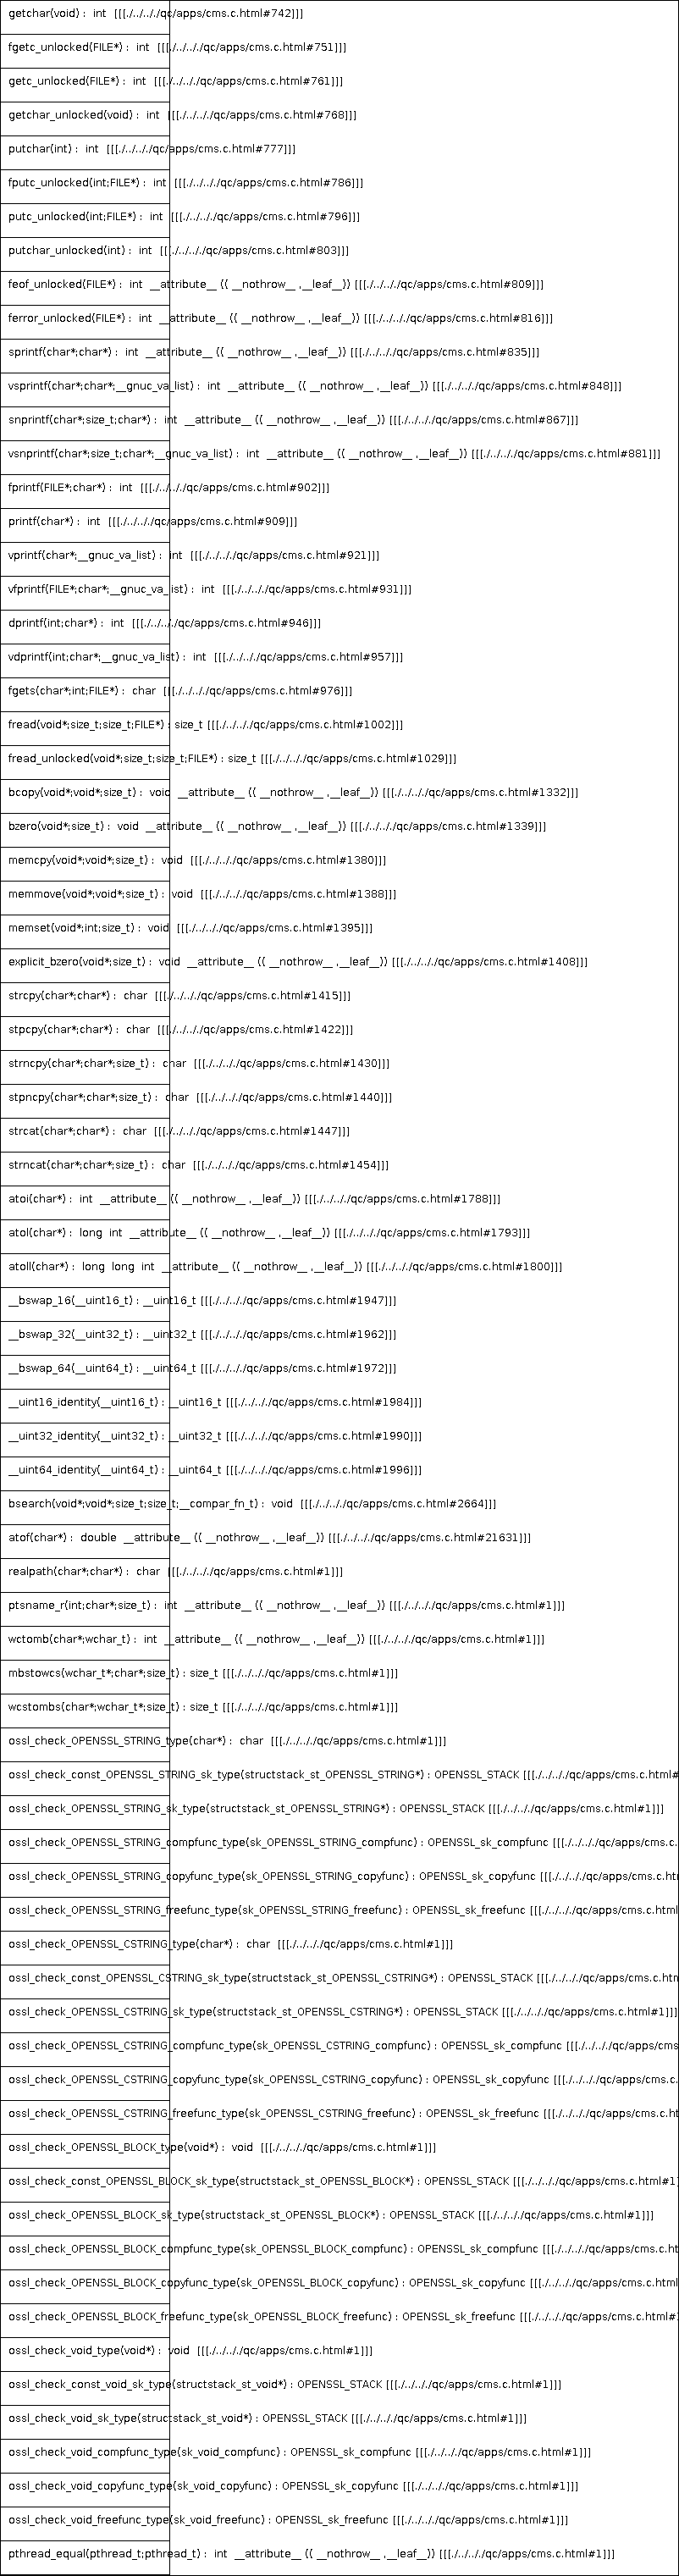 getchar(void) :  int  [[[./../.././qc/apps/cms.c.html#742]]]
fgetc_unlocked(FILE*) :  int  [[[./../.././qc/apps/cms.c.html#751]]]
getc_unlocked(FILE*) :  int  [[[./../.././qc/apps/cms.c.html#761]]]
getchar_unlocked(void) :  int  [[[./../.././qc/apps/cms.c.html#768]]]
putchar(int) :  int  [[[./../.././qc/apps/cms.c.html#777]]]
fputc_unlocked(int;FILE*) :  int  [[[./../.././qc/apps/cms.c.html#786]]]
putc_unlocked(int;FILE*) :  int  [[[./../.././qc/apps/cms.c.html#796]]]
putchar_unlocked(int) :  int  [[[./../.././qc/apps/cms.c.html#803]]]
feof_unlocked(FILE*) :  int  __attribute__ (( __nothrow__ ,__leaf__)) [[[./../.././qc/apps/cms.c.html#809]]]
ferror_unlocked(FILE*) :  int  __attribute__ (( __nothrow__ ,__leaf__)) [[[./../.././qc/apps/cms.c.html#816]]]
sprintf(char*;char*) :  int  __attribute__ (( __nothrow__ ,__leaf__)) [[[./../.././qc/apps/cms.c.html#835]]]
vsprintf(char*;char*;__gnuc_va_list) :  int  __attribute__ (( __nothrow__ ,__leaf__)) [[[./../.././qc/apps/cms.c.html#848]]]
snprintf(char*;size_t;char*) :  int  __attribute__ (( __nothrow__ ,__leaf__)) [[[./../.././qc/apps/cms.c.html#867]]]
vsnprintf(char*;size_t;char*;__gnuc_va_list) :  int  __attribute__ (( __nothrow__ ,__leaf__)) [[[./../.././qc/apps/cms.c.html#881]]]
fprintf(FILE*;char*) :  int  [[[./../.././qc/apps/cms.c.html#902]]]
printf(char*) :  int  [[[./../.././qc/apps/cms.c.html#909]]]
vprintf(char*;__gnuc_va_list) :  int  [[[./../.././qc/apps/cms.c.html#921]]]
vfprintf(FILE*;char*;__gnuc_va_list) :  int  [[[./../.././qc/apps/cms.c.html#931]]]
dprintf(int;char*) :  int  [[[./../.././qc/apps/cms.c.html#946]]]
vdprintf(int;char*;__gnuc_va_list) :  int  [[[./../.././qc/apps/cms.c.html#957]]]
fgets(char*;int;FILE*) :  char  [[[./../.././qc/apps/cms.c.html#976]]]
fread(void*;size_t;size_t;FILE*) : size_t [[[./../.././qc/apps/cms.c.html#1002]]]
fread_unlocked(void*;size_t;size_t;FILE*) : size_t [[[./../.././qc/apps/cms.c.html#1029]]]
bcopy(void*;void*;size_t) :  void  __attribute__ (( __nothrow__ ,__leaf__)) [[[./../.././qc/apps/cms.c.html#1332]]]
bzero(void*;size_t) :  void  __attribute__ (( __nothrow__ ,__leaf__)) [[[./../.././qc/apps/cms.c.html#1339]]]
memcpy(void*;void*;size_t) :  void  [[[./../.././qc/apps/cms.c.html#1380]]]
memmove(void*;void*;size_t) :  void  [[[./../.././qc/apps/cms.c.html#1388]]]
memset(void*;int;size_t) :  void  [[[./../.././qc/apps/cms.c.html#1395]]]
explicit_bzero(void*;size_t) :  void  __attribute__ (( __nothrow__ ,__leaf__)) [[[./../.././qc/apps/cms.c.html#1408]]]
strcpy(char*;char*) :  char  [[[./../.././qc/apps/cms.c.html#1415]]]
stpcpy(char*;char*) :  char  [[[./../.././qc/apps/cms.c.html#1422]]]
strncpy(char*;char*;size_t) :  char  [[[./../.././qc/apps/cms.c.html#1430]]]
stpncpy(char*;char*;size_t) :  char  [[[./../.././qc/apps/cms.c.html#1440]]]
strcat(char*;char*) :  char  [[[./../.././qc/apps/cms.c.html#1447]]]
strncat(char*;char*;size_t) :  char  [[[./../.././qc/apps/cms.c.html#1454]]]
atoi(char*) :  int  __attribute__ (( __nothrow__ ,__leaf__)) [[[./../.././qc/apps/cms.c.html#1788]]]
atol(char*) :  long  int  __attribute__ (( __nothrow__ ,__leaf__)) [[[./../.././qc/apps/cms.c.html#1793]]]
atoll(char*) :  long  long  int  __attribute__ (( __nothrow__ ,__leaf__)) [[[./../.././qc/apps/cms.c.html#1800]]]
__bswap_16(__uint16_t) : __uint16_t [[[./../.././qc/apps/cms.c.html#1947]]]
__bswap_32(__uint32_t) : __uint32_t [[[./../.././qc/apps/cms.c.html#1962]]]
__bswap_64(__uint64_t) : __uint64_t [[[./../.././qc/apps/cms.c.html#1972]]]
__uint16_identity(__uint16_t) : __uint16_t [[[./../.././qc/apps/cms.c.html#1984]]]
__uint32_identity(__uint32_t) : __uint32_t [[[./../.././qc/apps/cms.c.html#1990]]]
__uint64_identity(__uint64_t) : __uint64_t [[[./../.././qc/apps/cms.c.html#1996]]]
bsearch(void*;void*;size_t;size_t;__compar_fn_t) :  void  [[[./../.././qc/apps/cms.c.html#2664]]]
atof(char*) :  double  __attribute__ (( __nothrow__ ,__leaf__)) [[[./../.././qc/apps/cms.c.html#21631]]]
realpath(char*;char*) :  char  [[[./../.././qc/apps/cms.c.html#1]]]
ptsname_r(int;char*;size_t) :  int  __attribute__ (( __nothrow__ ,__leaf__)) [[[./../.././qc/apps/cms.c.html#1]]]
wctomb(char*;wchar_t) :  int  __attribute__ (( __nothrow__ ,__leaf__)) [[[./../.././qc/apps/cms.c.html#1]]]
mbstowcs(wchar_t*;char*;size_t) : size_t [[[./../.././qc/apps/cms.c.html#1]]]
wcstombs(char*;wchar_t*;size_t) : size_t [[[./../.././qc/apps/cms.c.html#1]]]
ossl_check_OPENSSL_STRING_type(char*) :  char  [[[./../.././qc/apps/cms.c.html#1]]]
ossl_check_const_OPENSSL_STRING_sk_type(structstack_st_OPENSSL_STRING*) : OPENSSL_STACK [[[./../.././qc/apps/cms.c.html#
ossl_check_OPENSSL_STRING_sk_type(structstack_st_OPENSSL_STRING*) : OPENSSL_STACK [[[./../.././qc/apps/cms.c.html#1]]]
ossl_check_OPENSSL_STRING_compfunc_type(sk_OPENSSL_STRING_compfunc) : OPENSSL_sk_compfunc [[[./../.././qc/apps/cms.c.
ossl_check_OPENSSL_STRING_copyfunc_type(sk_OPENSSL_STRING_copyfunc) : OPENSSL_sk_copyfunc [[[./../.././qc/apps/cms.c.htm
ossl_check_OPENSSL_STRING_freefunc_type(sk_OPENSSL_STRING_freefunc) : OPENSSL_sk_freefunc [[[./../.././qc/apps/cms.c.html
ossl_check_OPENSSL_CSTRING_type(char*) :  char  [[[./../.././qc/apps/cms.c.html#1]]]
ossl_check_const_OPENSSL_CSTRING_sk_type(structstack_st_OPENSSL_CSTRING*) : OPENSSL_STACK [[[./../.././qc/apps/cms.c.htm
ossl_check_OPENSSL_CSTRING_sk_type(structstack_st_OPENSSL_CSTRING*) : OPENSSL_STACK [[[./../.././qc/apps/cms.c.html#1]]]
ossl_check_OPENSSL_CSTRING_compfunc_type(sk_OPENSSL_CSTRING_compfunc) : OPENSSL_sk_compfunc [[[./../.././qc/apps/cms
ossl_check_OPENSSL_CSTRING_copyfunc_type(sk_OPENSSL_CSTRING_copyfunc) : OPENSSL_sk_copyfunc [[[./../.././qc/apps/cms.c.
ossl_check_OPENSSL_CSTRING_freefunc_type(sk_OPENSSL_CSTRING_freefunc) : OPENSSL_sk_freefunc [[[./../.././qc/apps/cms.c.ht
ossl_check_OPENSSL_BLOCK_type(void*) :  void  [[[./../.././qc/apps/cms.c.html#1]]]
ossl_check_const_OPENSSL_BLOCK_sk_type(structstack_st_OPENSSL_BLOCK*) : OPENSSL_STACK [[[./../.././qc/apps/cms.c.html#1]
ossl_check_OPENSSL_BLOCK_sk_type(structstack_st_OPENSSL_BLOCK*) : OPENSSL_STACK [[[./../.././qc/apps/cms.c.html#1]]]
ossl_check_OPENSSL_BLOCK_compfunc_type(sk_OPENSSL_BLOCK_compfunc) : OPENSSL_sk_compfunc [[[./../.././qc/apps/cms.c.ht
ossl_check_OPENSSL_BLOCK_copyfunc_type(sk_OPENSSL_BLOCK_copyfunc) : OPENSSL_sk_copyfunc [[[./../.././qc/apps/cms.c.html
ossl_check_OPENSSL_BLOCK_freefunc_type(sk_OPENSSL_BLOCK_freefunc) : OPENSSL_sk_freefunc [[[./../.././qc/apps/cms.c.html#1
ossl_check_void_type(void*) :  void  [[[./../.././qc/apps/cms.c.html#1]]]
ossl_check_const_void_sk_type(structstack_st_void*) : OPENSSL_STACK [[[./../.././qc/apps/cms.c.html#1]]]
ossl_check_void_sk_type(structstack_st_void*) : OPENSSL_STACK [[[./../.././qc/apps/cms.c.html#1]]]
ossl_check_void_compfunc_type(sk_void_compfunc) : OPENSSL_sk_compfunc [[[./../.././qc/apps/cms.c.html#1]]]
ossl_check_void_copyfunc_type(sk_void_copyfunc) : OPENSSL_sk_copyfunc [[[./../.././qc/apps/cms.c.html#1]]]
ossl_check_void_freefunc_type(sk_void_freefunc) : OPENSSL_sk_freefunc [[[./../.././qc/apps/cms.c.html#1]]]
pthread_equal(pthread_t;pthread_t) :  int  __attribute__ (( __nothrow__ ,__leaf__)) [[[./../.././qc/apps/cms.c.html#1]]]